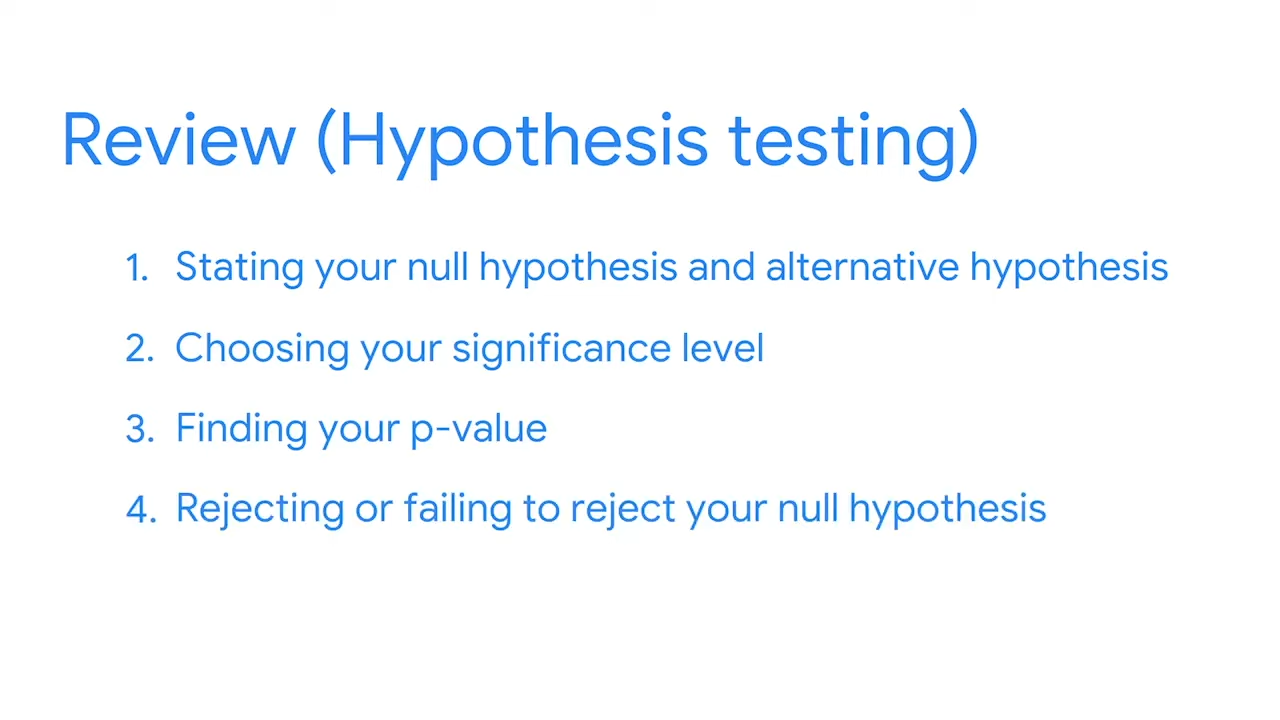 Review (Hypothesis testing)
1. Stating your null hypothesis and alternative hypothesis
2. Choosing your significance level
3. Finding your p-value
4. Rejecting or failing to reject your null hypothesis